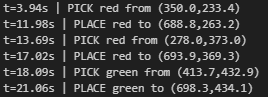 t=3.94s | PICK red from (350.0,233.4)
t=11.98s | PLACE red to (688.8,263.2)
t=13.69s | PICK red from (278.0,373.0)
t=17.02s | PLACE red to (693.9,369.3)
t=18.09s | PICK green from (413.7,432.9)
t=21.06s | PLACE green to (698.3,434.1)